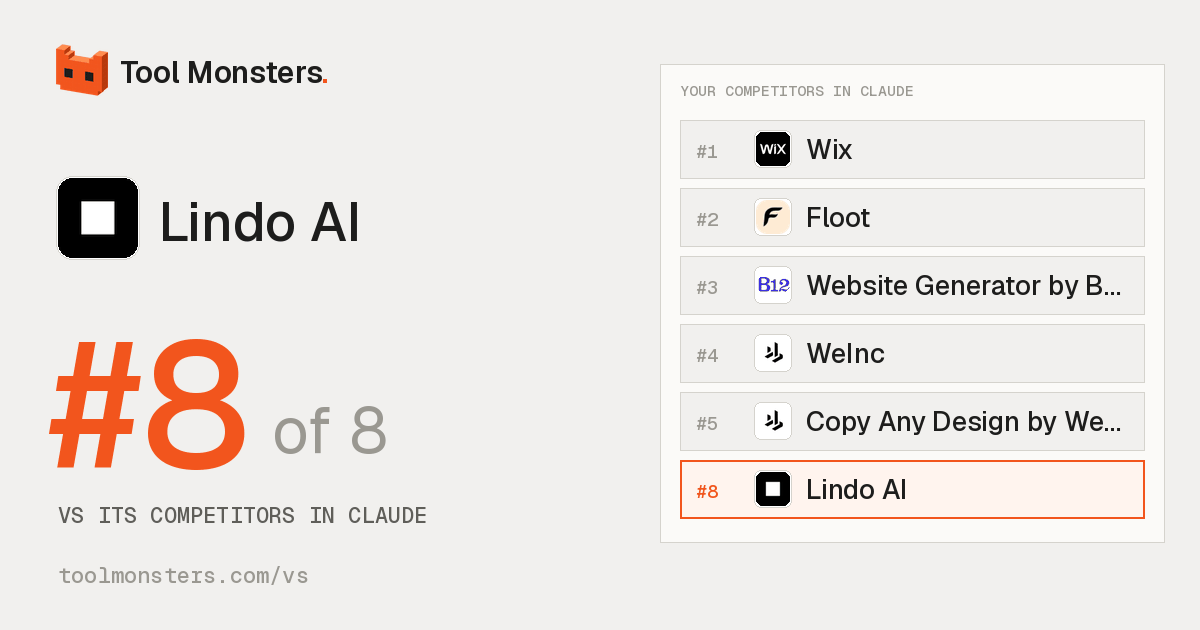 Tool Monsters.
Lindo AI
#8 of 8
VS ITS COMPETITORS IN CLAUDE
toolmonsters.com/vs
YOUR COMPETITORS IN CLAUDE
#1 WiX Wix
#2 F Floot
#3 B12 Website Generator by B...
#4 WeInc
#5 Copy Any Design by We...
#8 Lindo AI